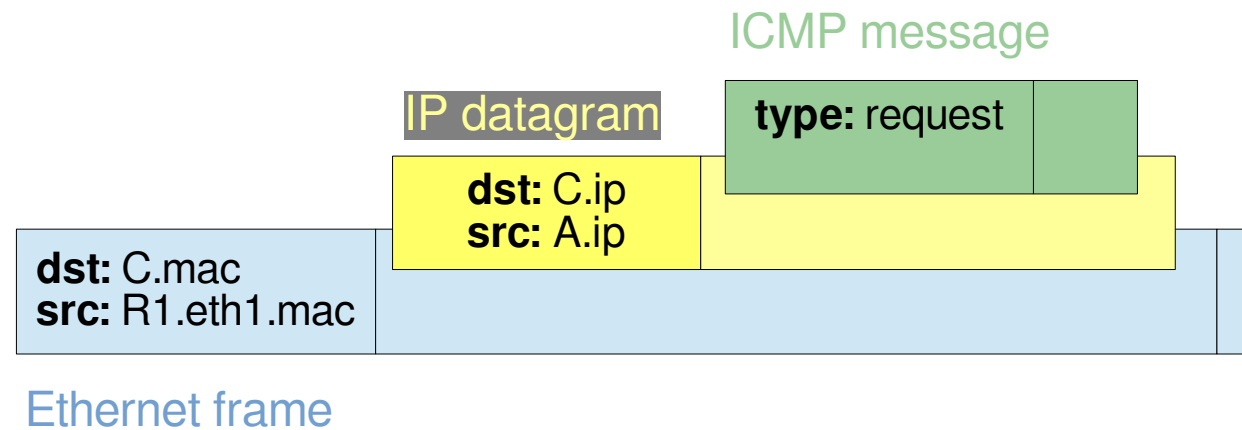 ICMP message
IP datagram
type: request
dst: C.ip
src: A.ip
dst: C.mac
src: R1.eth1.mac
Ethernet frame